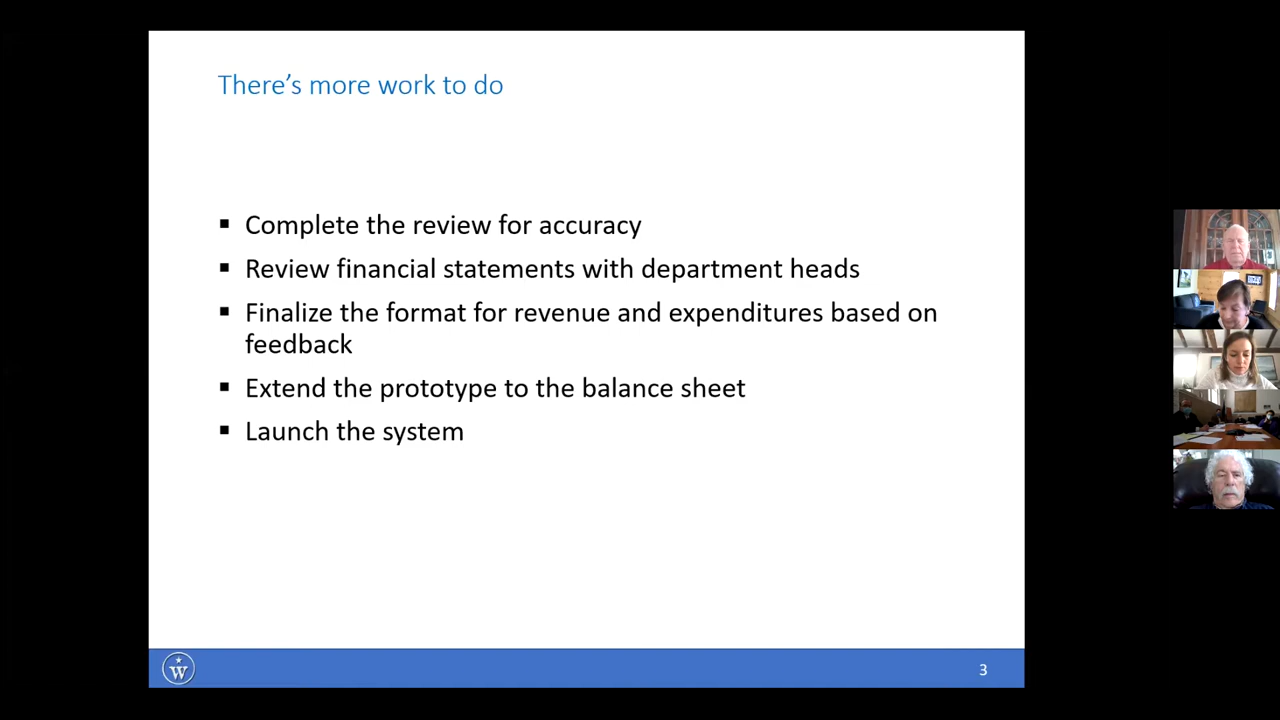 There's more work to do
▪ Complete the review for accuracy
▪ Review financial statements with department heads
▪ Finalize the format for revenue and expenditures based on
feedback
▪ Extend the prototype to the balance sheet
▪ Launch the system
W
3